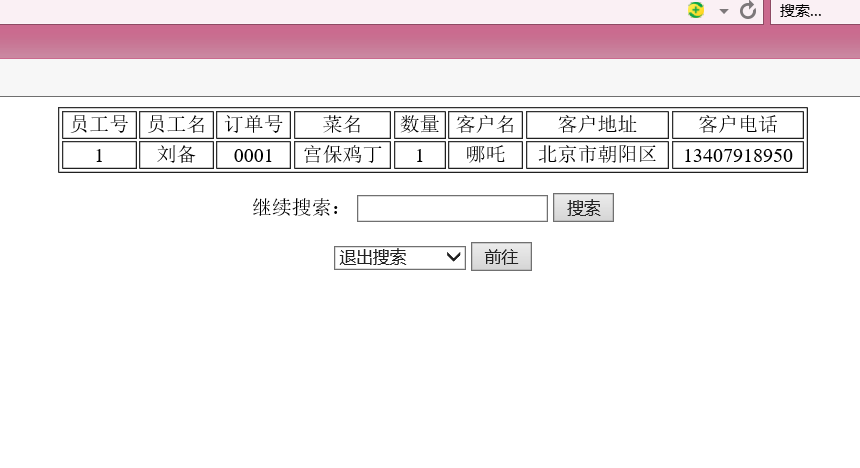 搜索...
员工号 员工名 订单号 菜名 数量 客户名 客户地址 客户电话
1 刘备 0001 宫保鸡丁 1 哪吒 北京市朝阳区 13407918950
继续搜索： 搜索
退出搜索 前往